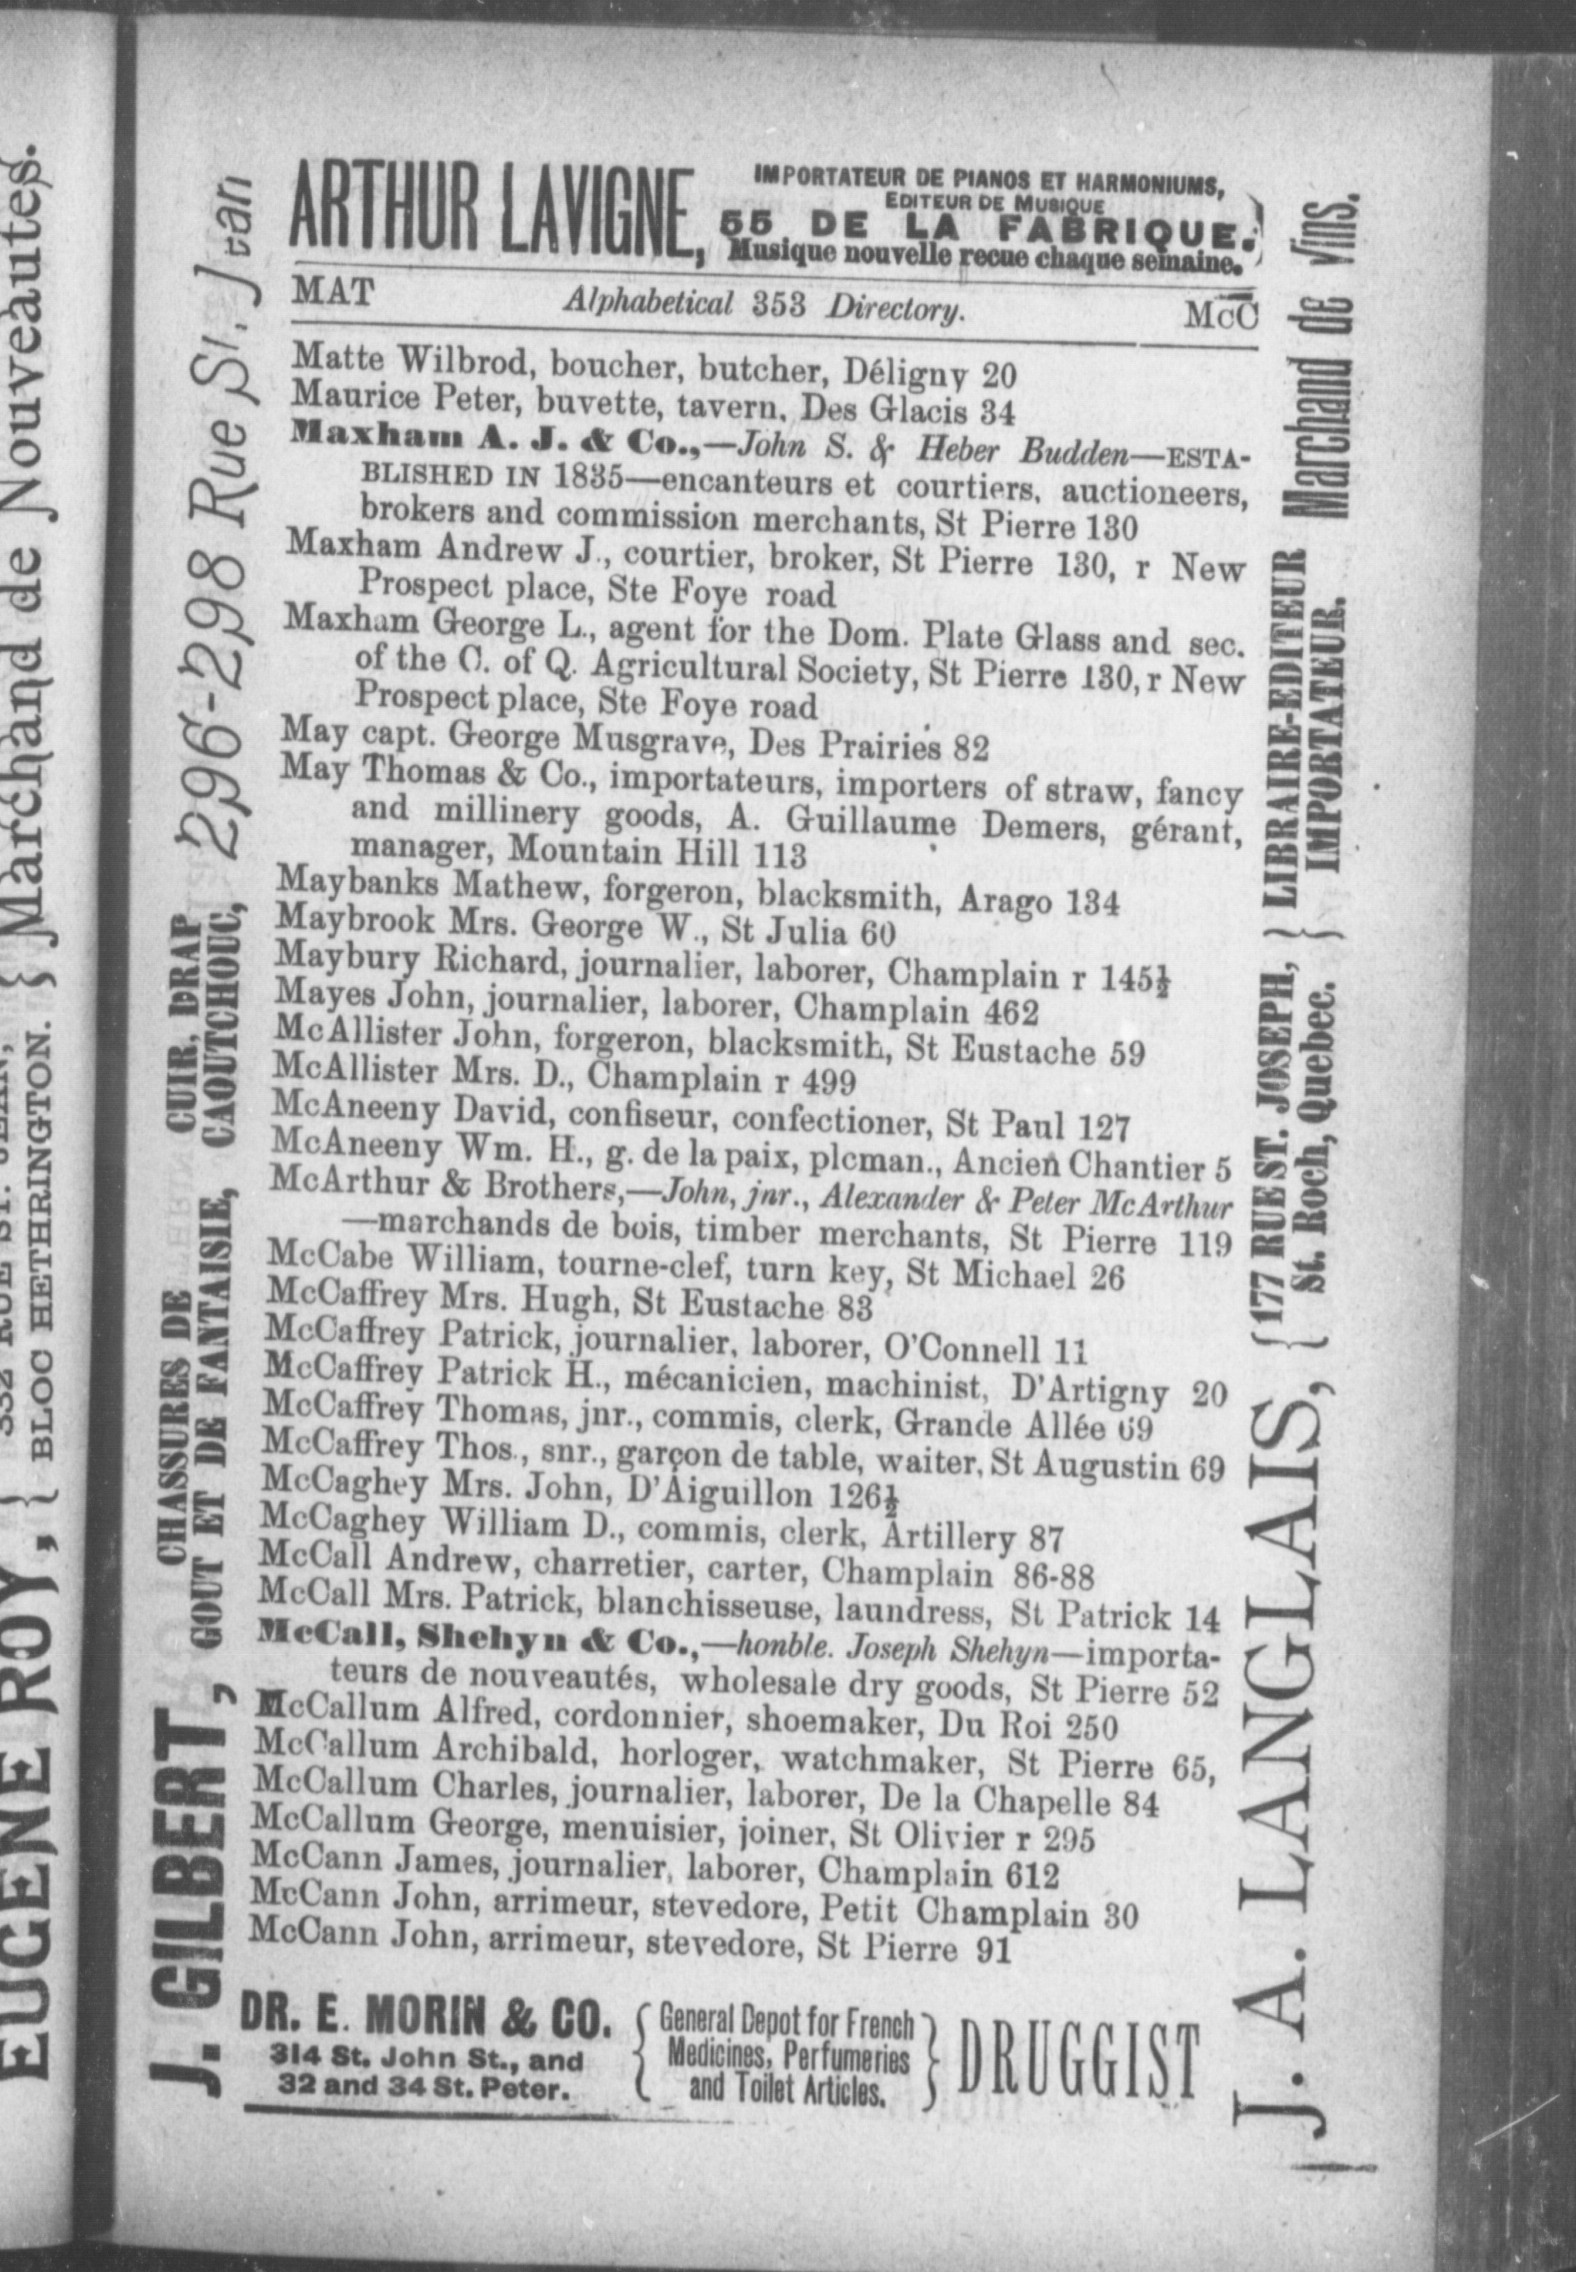 ARTHUR LAVIGNE,
IMPORTATEUR DE PIANOS ET HARMONIUMS,
EDITEUR DE MUSIQUE
55 DE LA FABRIQUE.
Musique nouvelle recue chaque semaine.
MAT Alphabetical 353 Directory. McC
Matte Wilbrod, boucher, butcher, Déligny 20
Maurice Peter, buvette, tavern, Des Glacis 34
Maxham A. J. & Co.,—John S. & Heber Budden—ESTA-
BLISHED IN 1835—encanteurs et courtiers, auctioneers,
brokers and commission merchants, St Pierre 130
Maxham Andrew J., courtier, broker, St Pierre 130, r New
Prospect place, Ste Foye road
Maxham George L., agent for the Dom. Plate Glass and sec.
of the C. of Q. Agricultural Society, St Pierre 130, r New
Prospect place, Ste Foye road
May capt. George Musgrave, Des Prairies 82
May Thomas & Co., importateurs, importers of straw, fancy
and millinery goods, A. Guillaume Demers, gérant,
manager, Mountain Hill 113
Maybanks Mathew, forgeron, blacksmith, Arago 134
Maybrook Mrs. George W., St Julia 60
Maybury Richard, journalier, laborer, Champlain r 145½
Mayes John, journalier, laborer, Champlain 462
McAllister John, forgeron, blacksmith, St Eustache 59
McAllister Mrs. D., Champlain r 499
McAneeny David, confiseur, confectioner, St Paul 127
McAneeny Wm. H., g. de la paix, plcman., Ancien Chantier 5
McArthur & Brothers,—John, jnr., Alexander & Peter McArthur
—marchands de bois, timber merchants, St Pierre 119
McCabe William, tourne-clef, turn key, St Michael 26
McCaffrey Mrs. Hugh, St Eustache 83
McCaffrey Patrick, journalier, laborer, O'Connell 11
McCaffrey Patrick H., mécanicien, machinist, D'Artigny 20
McCaffrey Thomas, jnr., commis, clerk, Grande Allée 69
McCaffrey Thos., snr., garçon de table, waiter, St Augustin 69
McCaghey Mrs. John, D'Aiguillon 126½
McCaghey William D., commis, clerk, Artillery 87
McCall Andrew, charretier, carter, Champlain 86-88
McCall Mrs. Patrick, blanchisseuse, laundress, St Patrick 14
McCall, Shehyn & Co.,—honble. Joseph Shehyn—importa-
teurs de nouveautés, wholesale dry goods, St Pierre 52
McCallum Alfred, cordonnier, shoemaker, Du Roi 250
McCallum Archibald, horloger, watchmaker, St Pierre 65,
McCallum Charles, journalier, laborer, De la Chapelle 84
McCallum George, menuisier, joiner, St Olivier r 295
McCann James, journalier, laborer, Champlain 612
McCann John, arrimeur, stevedore, Petit Champlain 30
McCann John, arrimeur, stevedore, St Pierre 91
DR. E. MORIN & CO.
314 St. John St., and
32 and 34 St. Peter.
General Depot for French
Medicines, Perfumeries
and Toilet Articles.
DRUGGIST
J. GILBERT,
CHASSURES DE
GOUT ET DE FANTAISIE,
CUIR, DRAP
CAOUTCHOUC,
296-298 Rue St. Jean
J. A. LANGLAIS,
177 RUE ST. JOSEPH,
St. Roch, Quebec.
LIBRAIRE-EDITEUR
IMPORTATEUR.
Marchand de Vins.
EUGENE ROY,
BLOC HETHRINGTON.
Marchand de Nouveautes.